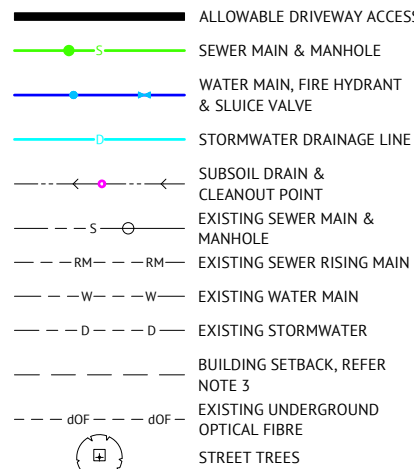 ALLOWABLE DRIVEWAY ACCESS
S SEWER MAIN & MANHOLE
WATER MAIN, FIRE HYDRANT
& SLUICE VALVE
D STORMWATER DRAINAGE LINE
SUBSOIL DRAIN &
CLEANOUT POINT
EXISTING SEWER MAIN &
S
MANHOLE
RM RM EXISTING SEWER RISING MAIN
W W EXISTING WATER MAIN
D D EXISTING STORMWATER
BUILDING SETBACK, REFER
NOTE 3
EXISTING UNDERGROUND
dOF dOF
OPTICAL FIBRE
STREET TREES